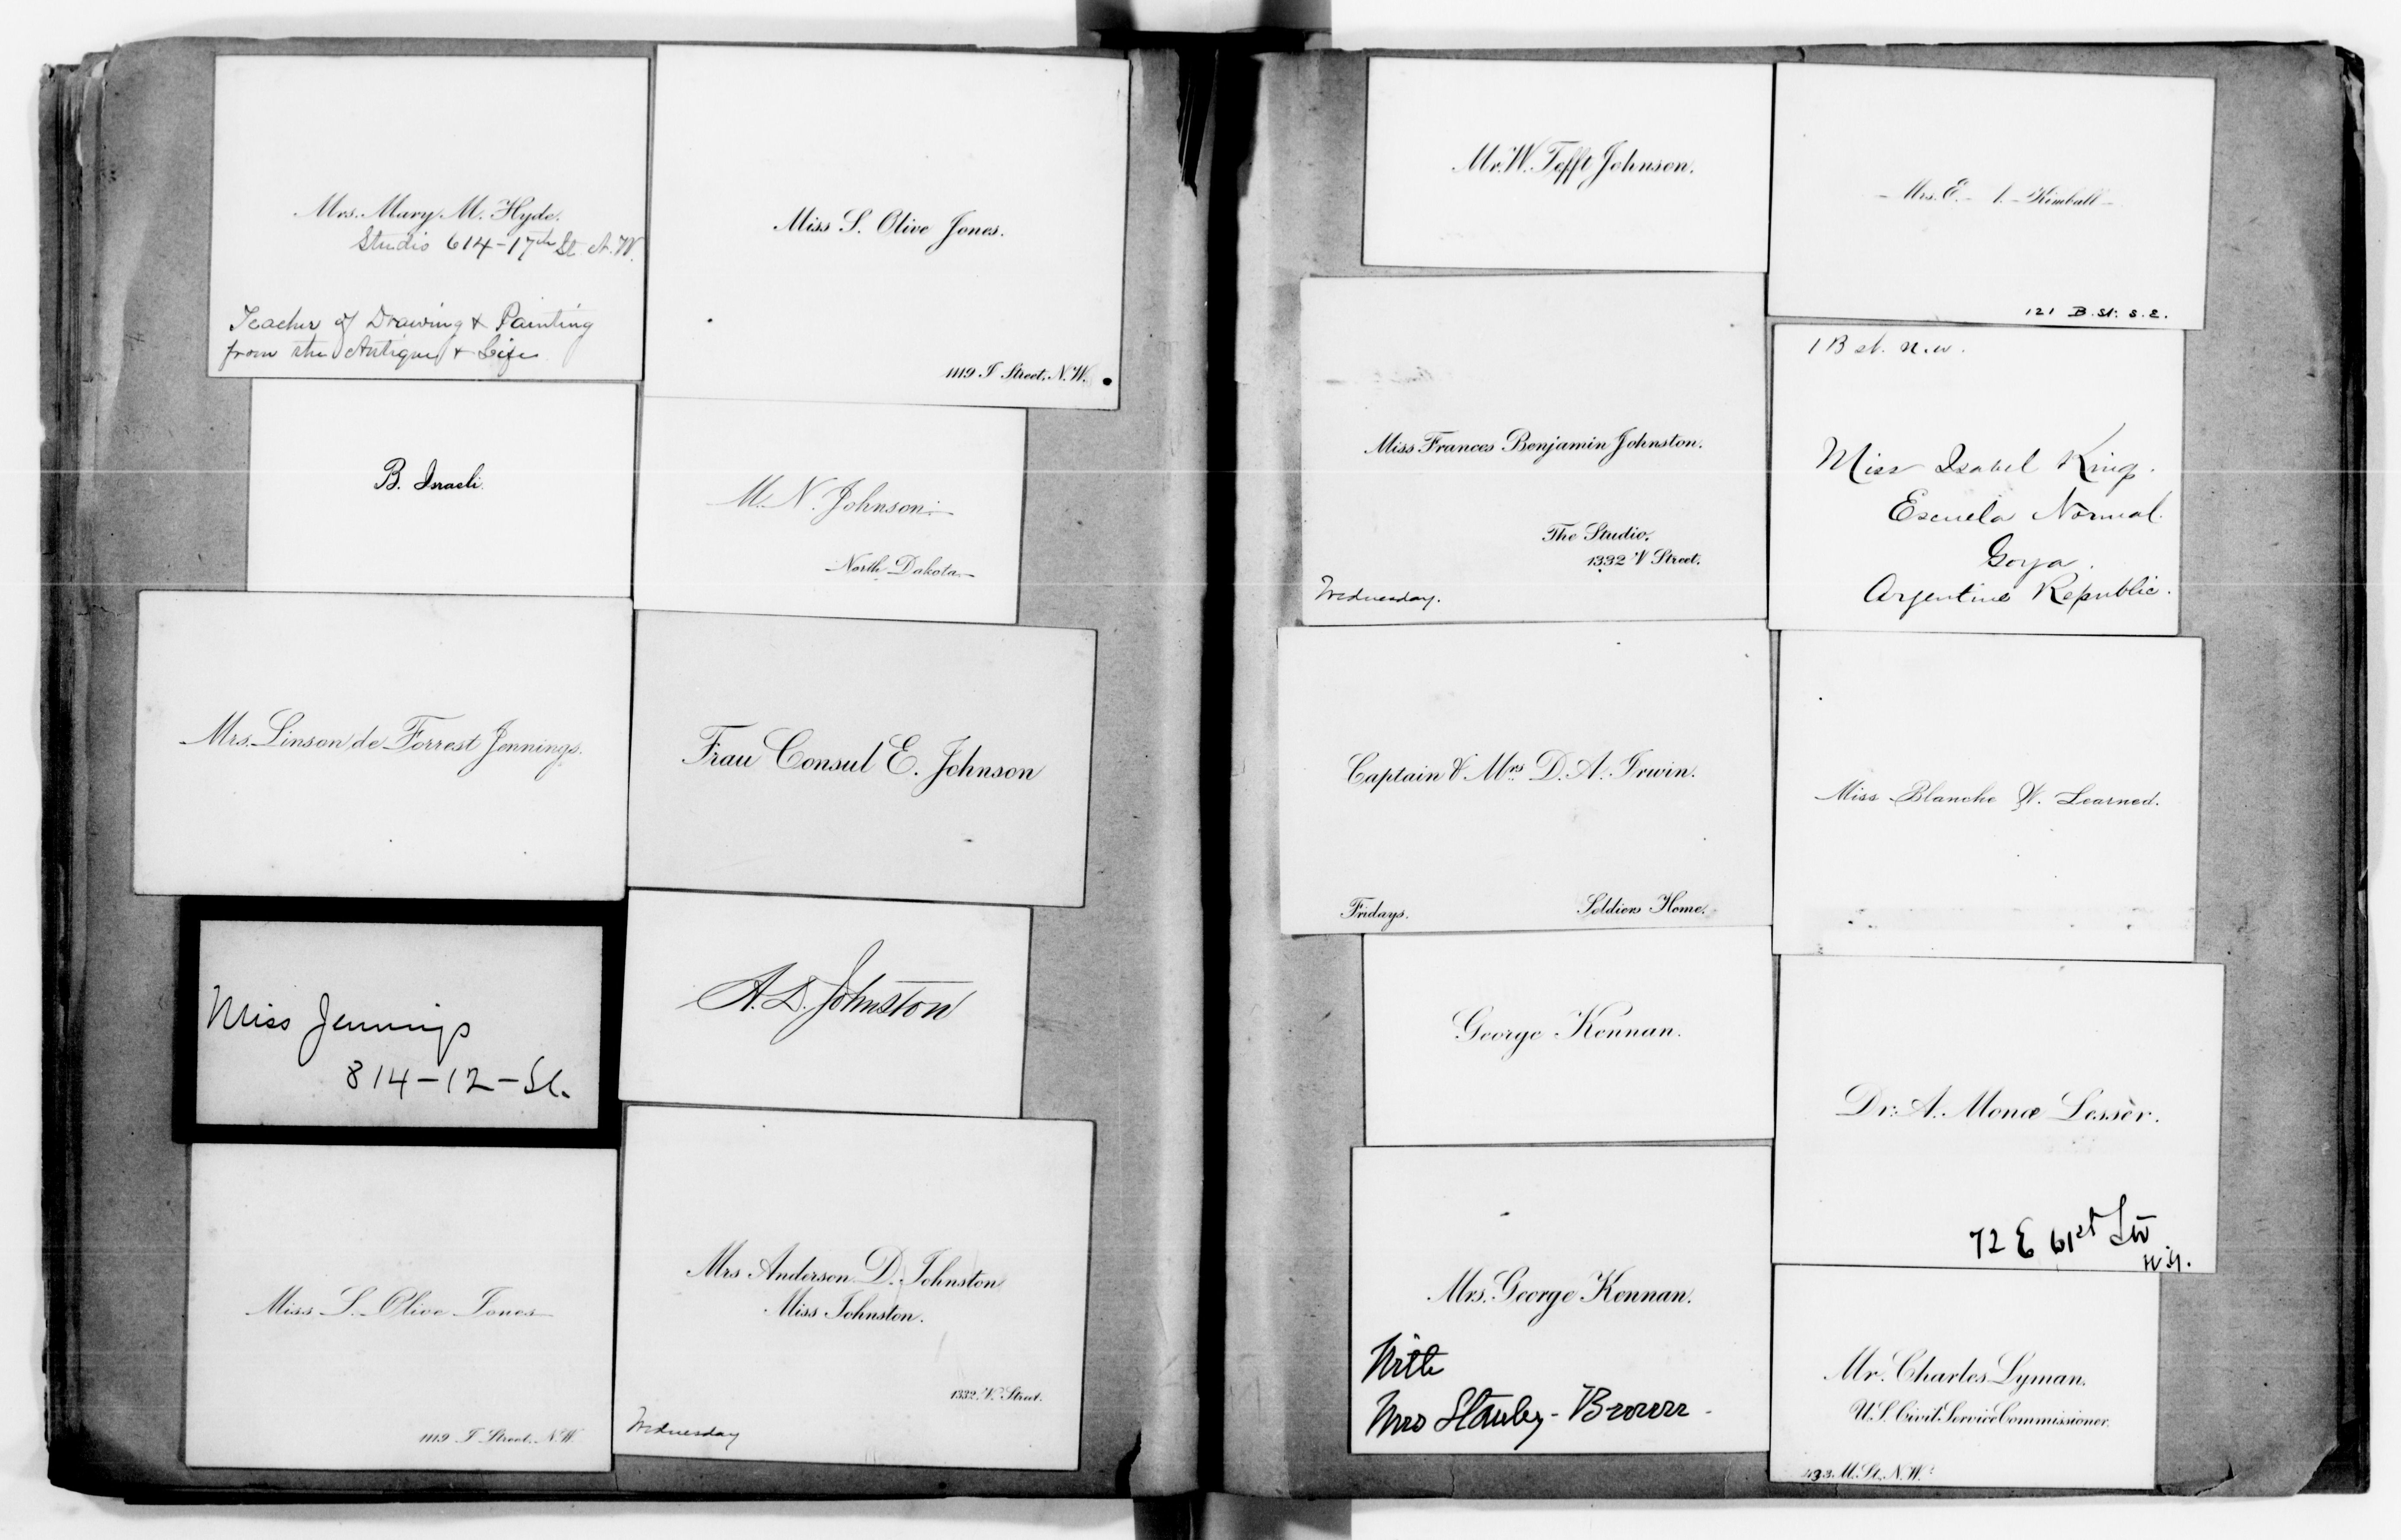 Mrs. Mary M. Hyde.
Studio 614-17th St. N.W.
Teacher of Drawing & Painting
from the Antique & Life
B. Israeli.
Mrs. Linson de Forrest Jennings.
Miss Jennings
814-12-St.
Miss S. Olive Jones
1119 I Street, N.W.
Miss S. Olive Jones.
1119 I Street, N.W.
M. N. Johnson.
North Dakota
Frau Consul E. Johnson
A. D. Johnston
Mrs Anderson D. Johnston
Miss Johnston.
1332 V. Street.
Wednesday
Mr. W. Tefft Johnson.
Miss Frances Benjamin Johnston.
The Studio.
1332 V Street.
Wednesday.
Captain & Mrs D. A. Irwin.
Fridays.
Soldiers Home.
George Kennan.
Mrs. George Kennan.
With
Mrs Stanley-Brown
Mrs. E. I. Kimball
121 B. St. S.E.
1 B st. N.W.
Miss Isabel King.
Escuela Normal.
Goya.
Argentine Republic.
Miss Blanche W. Learned.
Dr. A. Monæ Lesser.
72 E 61st St
N.Y.
Mr. Charles Lyman.
U.S. Civil Service Commissioner.
M. St. N.W.